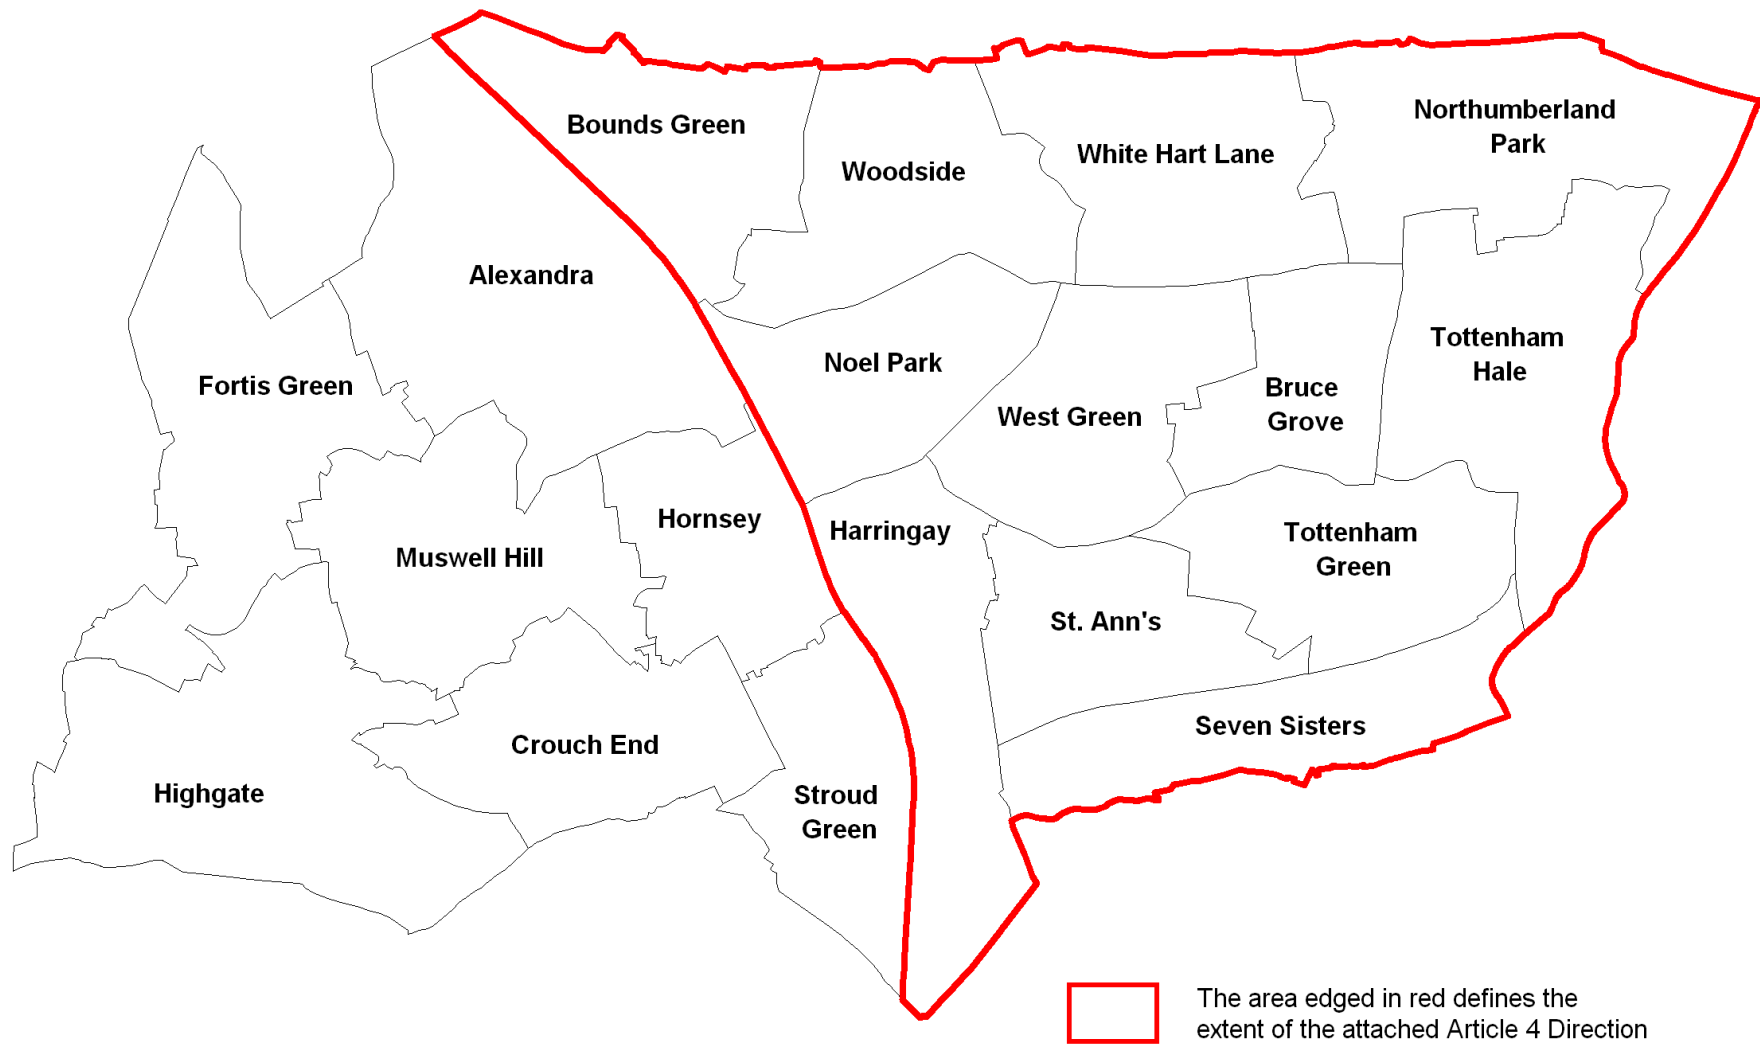 Bounds Green
Woodside
White Hart Lane
Northumberland
Park
Alexandra
Fortis Green
Noel Park
West Green
Bruce
Grove
Tottenham
Hale
Muswell Hill
Hornsey
Harringay
Tottenham
Green
St. Ann's
Highgate
Crouch End
Stroud
Green
Seven Sisters
The area edged in red defines the
extent of the attached Article 4 Direction